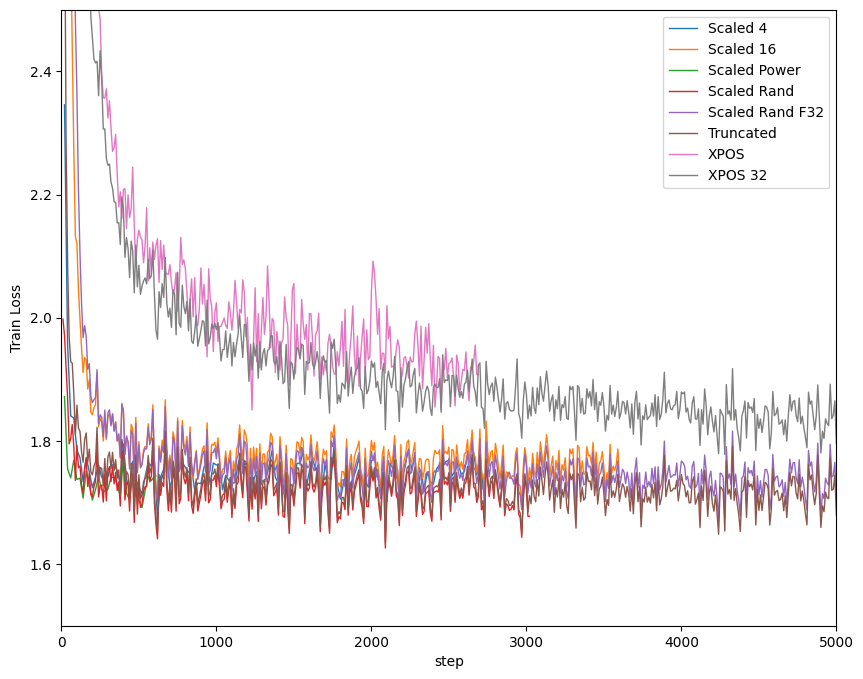 2.4
2.2
2.0
1.8
1.6
Train Loss
0
1000
2000
3000
4000
5000
step
Scaled 4
Scaled 16
Scaled Power
Scaled Rand
Scaled Rand F32
Truncated
XPOS
XPOS 32